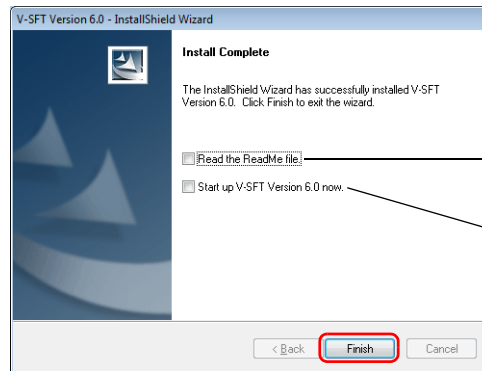 V-SFT Version 6.0 - InstallShield Wizard
Install Complete
The InstallShield Wizard has successfully installed V-SFT
Version 6.0. Click Finish to exit the wizard.
Read the ReadMe file.
Start up V-SFT Version 6.0 now.
< Back Finish Cancel